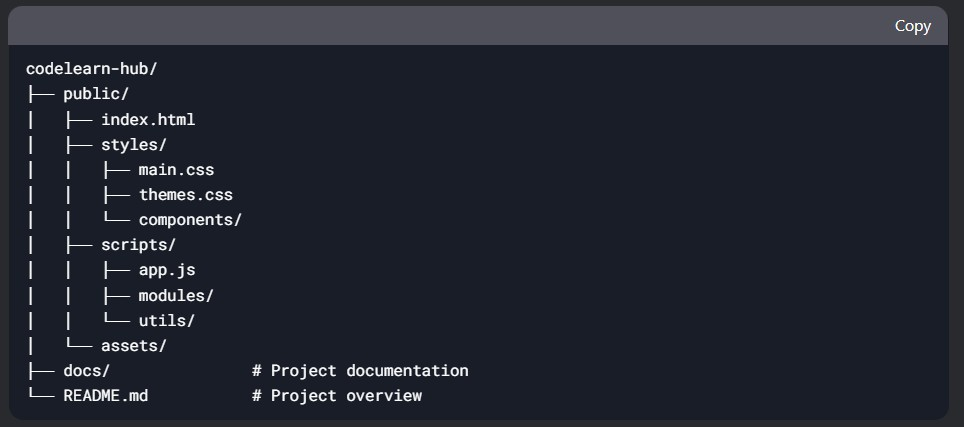 Copy
codelearn-hub/
├── public/
│   ├── index.html
│   ├── styles/
│   │   ├── main.css
│   │   ├── themes.css
│   │   └── components/
│   ├── scripts/
│   │   ├── app.js
│   │   ├── modules/
│   │   └── utils/
│   └── assets/
├── docs/               # Project documentation
└── README.md           # Project overview